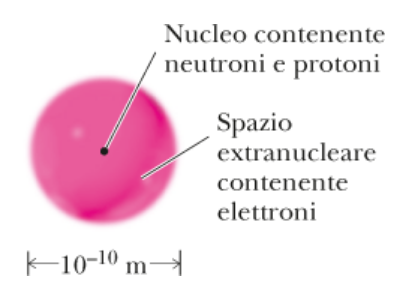 Nucleo contenente
neutroni e protoni
Spazio
extranucleare
contenente
elettroni
10⁻¹⁰ m